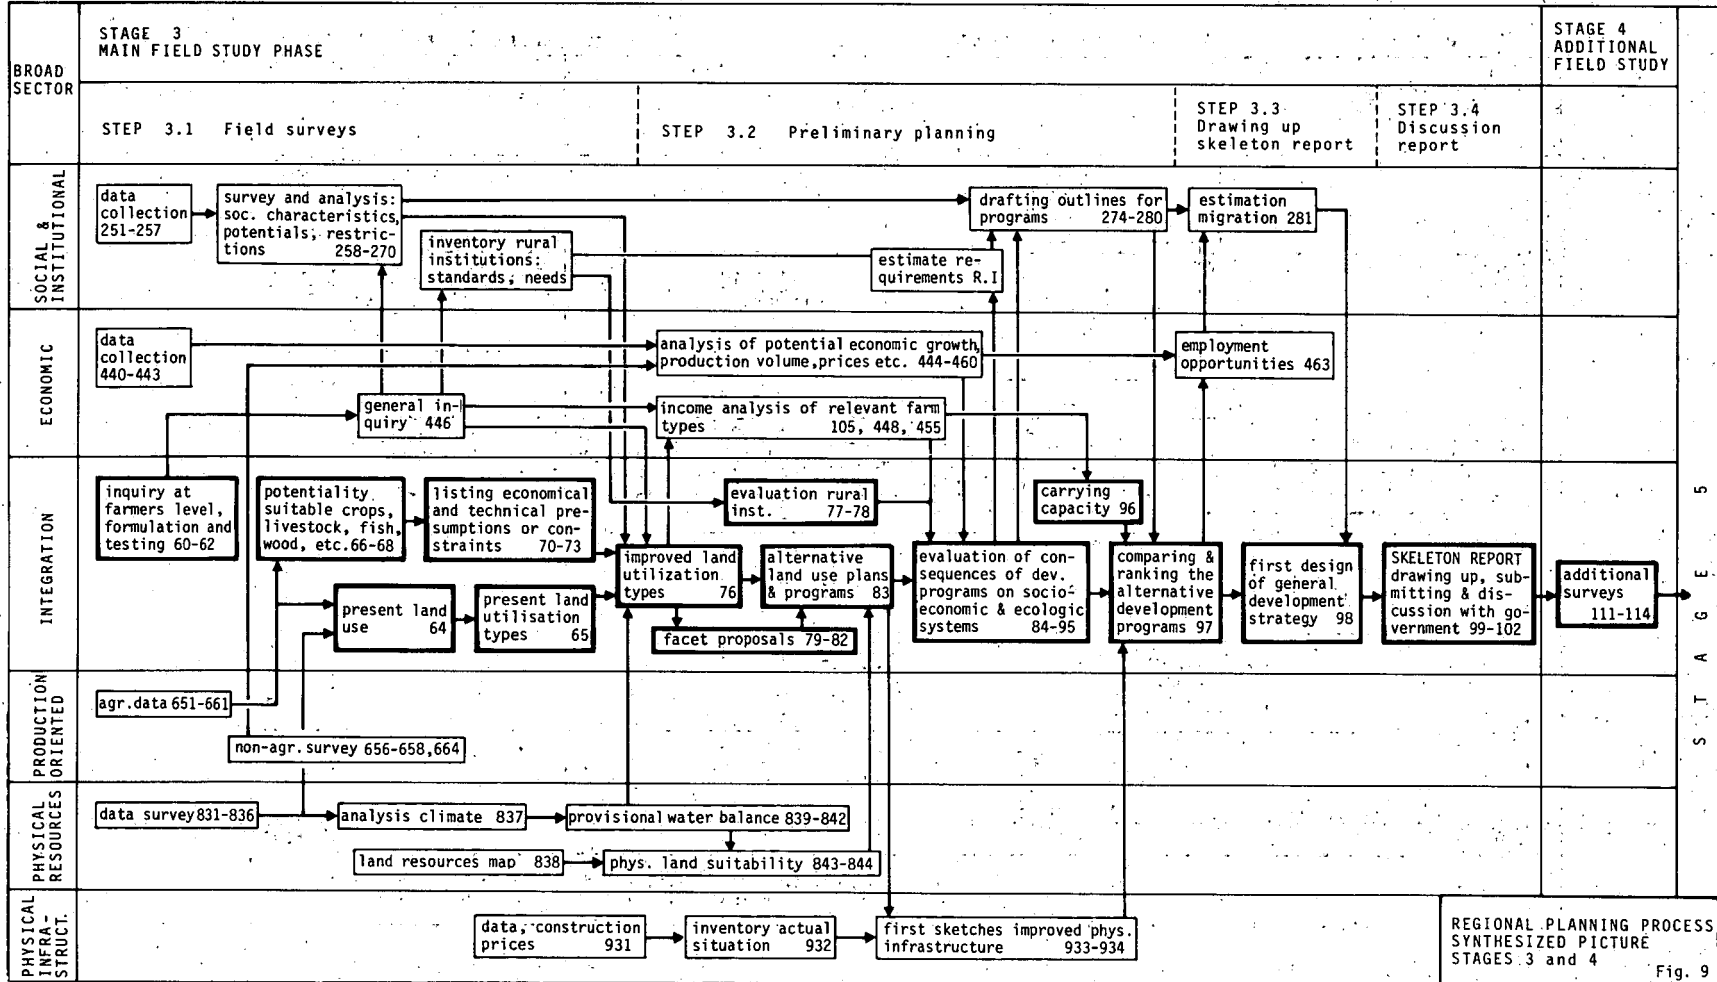 STAGE 3
MAIN FIELD STUDY PHASE
STAGE 4
ADDITIONAL
FIELD STUDY
BROAD
SECTOR
STEP 3.1 Field surveys
STEP 3.2 Preliminary planning
STEP 3.3
Drawing up
skeleton report
STEP 3.4
Discussion
report
SOCIAL &
INSTITUTIONAL
data
collection
251-257
survey and analysis:
soc. characteristics,
potentials, restric-
tions 258-270
inventory rural
institutions:
standards, needs
estimate re-
quirements R.I
drafting outlines for
programs 274-280
estimation
migration 281
ECONOMIC
data
collection
440-443
general in-
quiry 446
analysis of potential economic growth,
production volume, prices etc. 444-460
income analysis of relevant farm
types 105, 448, 455
employment
opportunities 463
INTEGRATION
inquiry at
farmers level,
formulation and
testing 60-62
potentiality
suitable crops,
livestock, fish,
wood, etc. 66-68
listing economical
and technical pre-
sumptions or con-
straints 70-73
present land
use 64
present land
utilisation
types 65
improved land
utilization
types 76
evaluation rural
inst. 77-78
alternative
land use plans
& programs 83
facet proposals 79-82
evaluation of con-
sequences of dev.
programs on socio-
economic & ecologic
systems 84-95
carrying
capacity 96
comparing &
ranking the
alternative
development
programs 97
first design
of general
development
strategy 98
SKELETON REPORT
drawing up, sub-
mitting & dis-
cussion with go-
vernment 99-102
additional
surveys
111-114
STAGE 5
PRODUCTION
ORIENTED
agr.data 651-661
non-agr. survey 656-658,664
PHYSICAL
RESOURCES
data survey 831-836
analysis climate 837
provisional water balance 839-842
land resources map 838
phys. land suitability 843-844
PHYSICAL
INFRA-
STRUCT.
data, construction
prices 931
inventory actual
situation 932
first sketches improved phys.
infrastructure 933-934
REGIONAL PLANNING PROCESS
SYNTHESIZED PICTURE
STAGES 3 and 4
Fig. 9